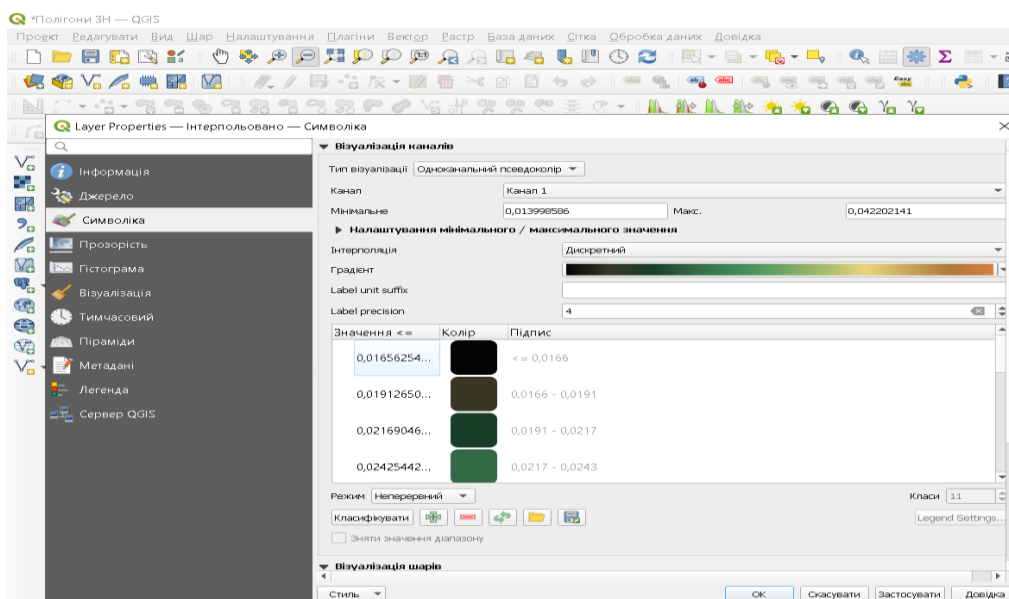 *Полігони ЗН — QGIS
Проект Редагувати Вид Шар Налаштування Плагіни Вектор Растр База даних Сітка Обробка даних Довідка
abc
abc
Easy
Layer Properties — Інтерпольовано — Символіка
Візуалізація каналів
Інформація
Тип візуалізації Одноканальний псевдоколір
Джерело
Канал Канал 1
Символіка
Мінімальне 0,013998586 Макс. 0,042202141
Налаштування мінімального / максимального значення
Прозорість
Інтерполяція Дискретний
Гістограма
Градієнт
Візуалізація
Label unit suffix
Тимчасовий
Label precision 4
Піраміди
Значення <= Колір Підпис
Метадані
0,01656254... <= 0,0166
Легенда
0,01912650... 0,0166 - 0,0191
Сервер QGIS
0,02169046... 0,0191 - 0,0217
0,02425442... 0,0217 - 0,0243
Режим Неперервний Класи 11
Класифікувати Legend Settings...
Зняти значення діапазону
Візуалізація шарів
Стиль OK Скасувати Застосувати Довідка